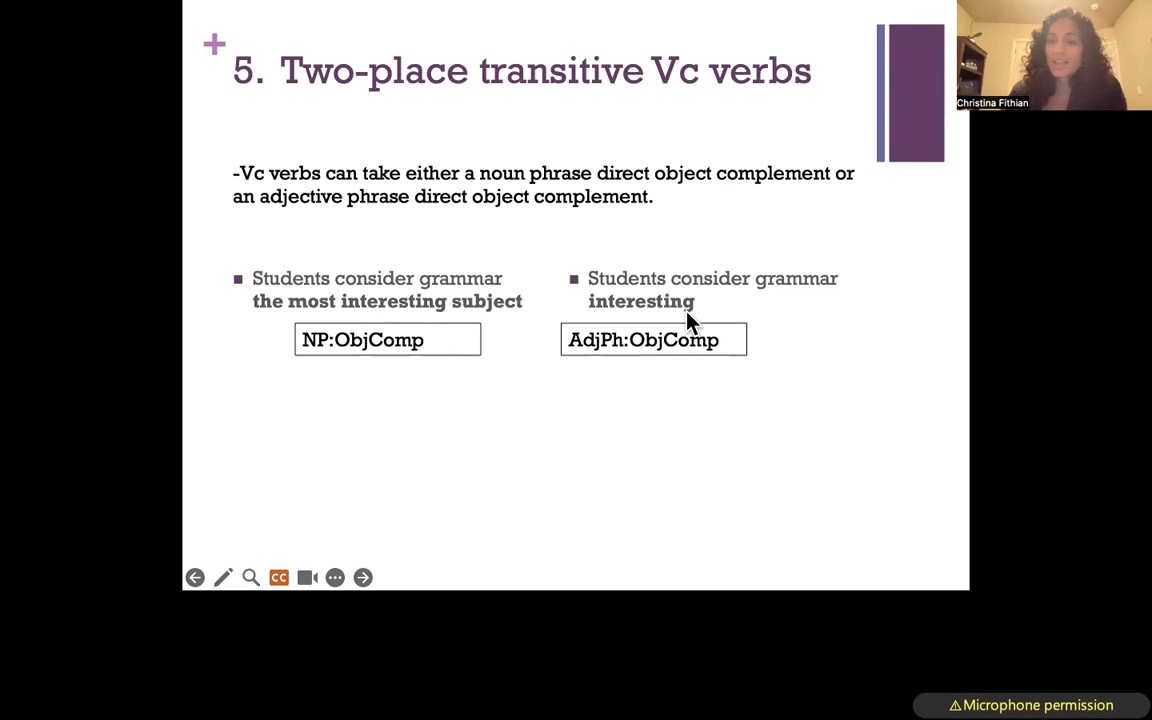 +
5. Two-place transitive Vc verbs
Christina Fithian
-Vc verbs can take either a noun phrase direct object complement or
an adjective phrase direct object complement.
Students consider grammar
the most interesting subject
NP:ObjComp
Students consider grammar
interesting
AdjPh:ObjComp
CC
⚠Microphone permission